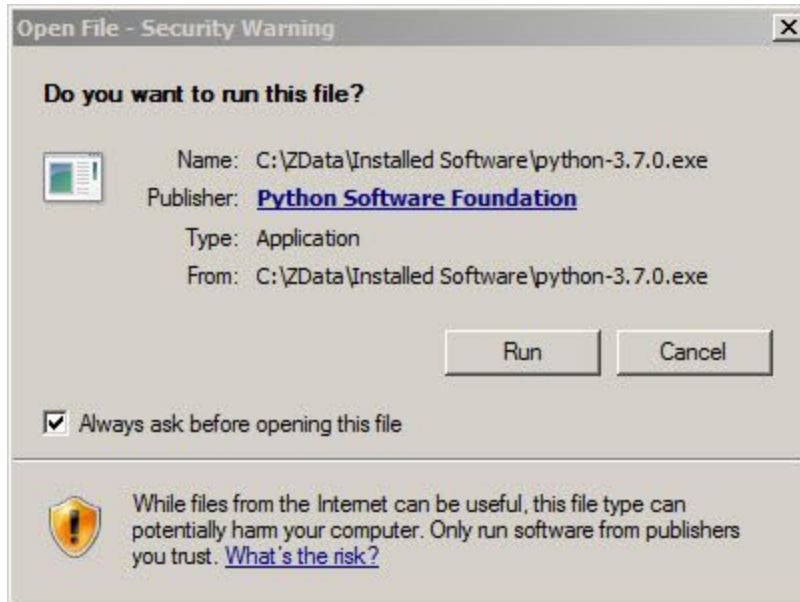 Open File - Security Warning
Do you want to run this file?
Name: C:\ZData\Installed Software\python-3.7.0.exe
Publisher: Python Software Foundation
Type: Application
From: C:\ZData\Installed Software\python-3.7.0.exe
Run Cancel
Always ask before opening this file
While files from the Internet can be useful, this file type can
potentially harm your computer. Only run software from publishers
you trust. What's the risk?